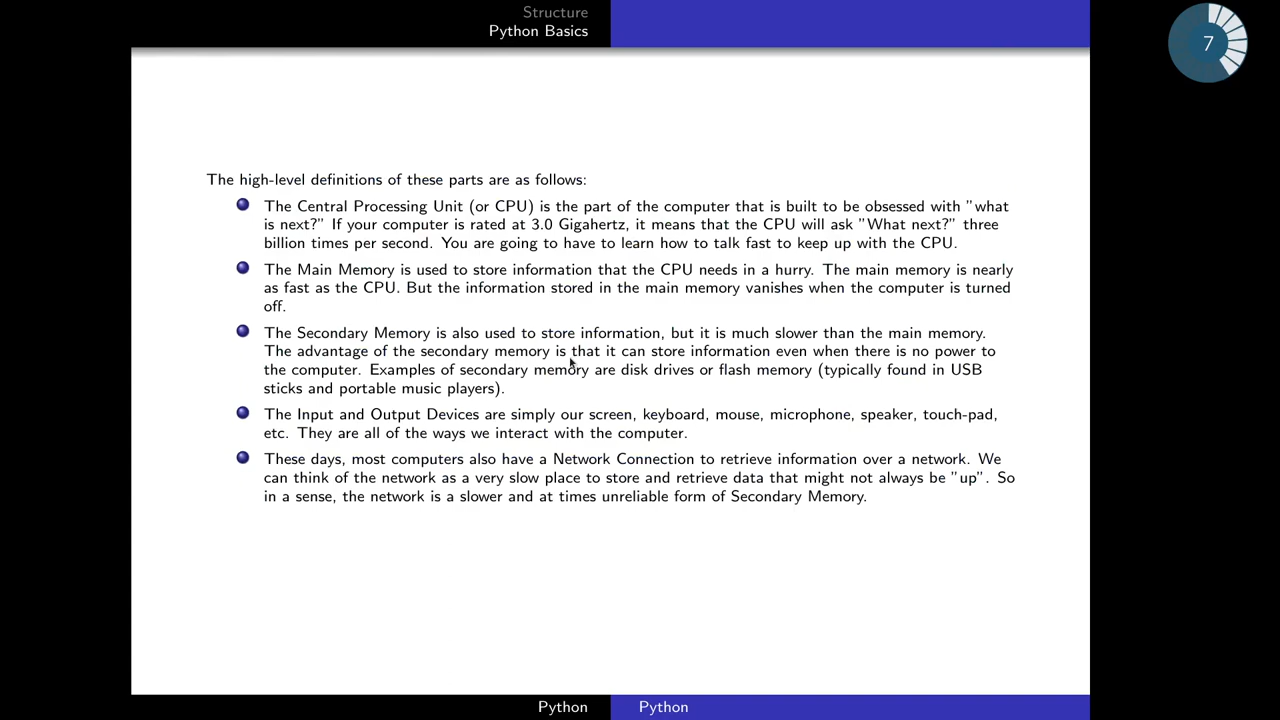 Structure
Python Basics
7
The high-level definitions of these parts are as follows:
The Central Processing Unit (or CPU) is the part of the computer that is built to be obsessed with ”what
is next?” If your computer is rated at 3.0 Gigahertz, it means that the CPU will ask ”What next?” three
billion times per second. You are going to have to learn how to talk fast to keep up with the CPU.
The Main Memory is used to store information that the CPU needs in a hurry. The main memory is nearly
as fast as the CPU. But the information stored in the main memory vanishes when the computer is turned
off.
The Secondary Memory is also used to store information, but it is much slower than the main memory.
The advantage of the secondary memory is that it can store information even when there is no power to
the computer. Examples of secondary memory are disk drives or flash memory (typically found in USB
sticks and portable music players).
The Input and Output Devices are simply our screen, keyboard, mouse, microphone, speaker, touch-pad,
etc. They are all of the ways we interact with the computer.
These days, most computers also have a Network Connection to retrieve information over a network. We
can think of the network as a very slow place to store and retrieve data that might not always be ”up”. So
in a sense, the network is a slower and at times unreliable form of Secondary Memory.
Python Python